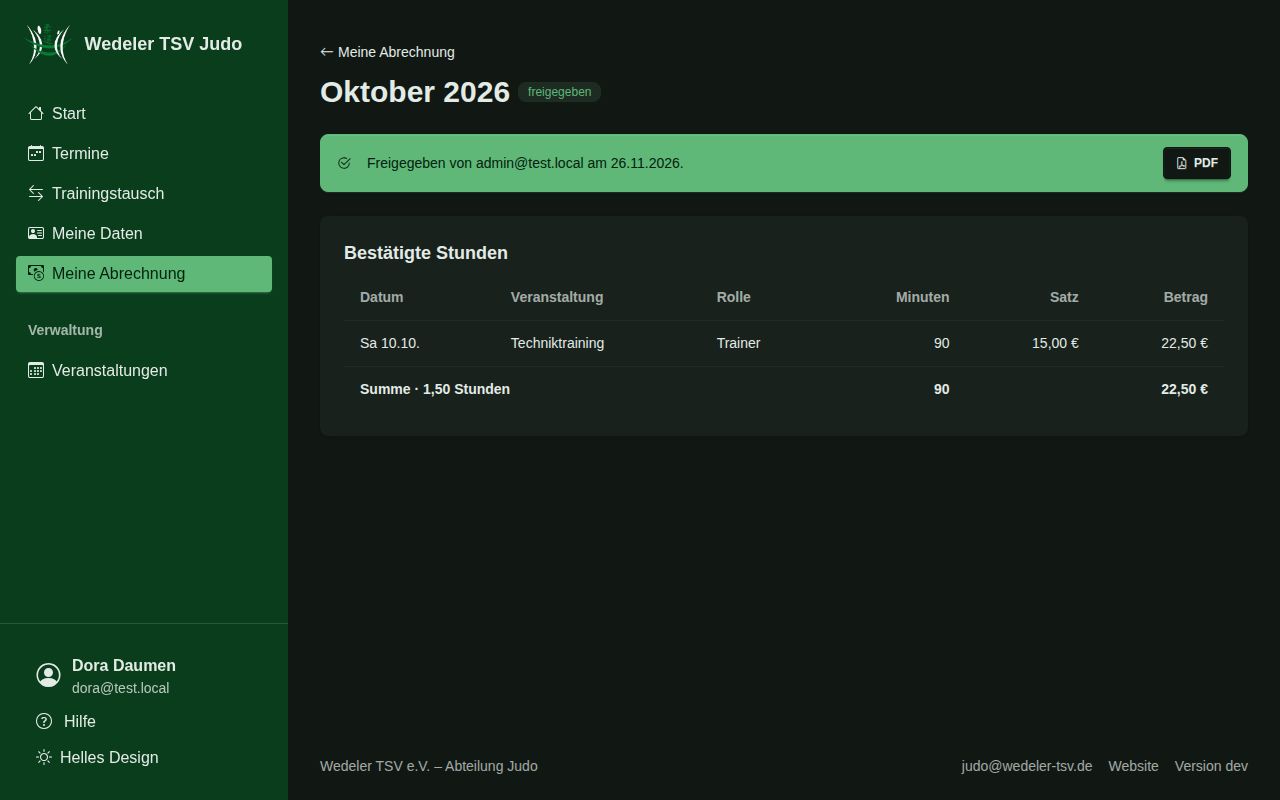 Wedeler TSV Judo
Start
Termine
Trainingstausch
Meine Daten
Meine Abrechnung
Verwaltung
Veranstaltungen
Dora Daumen
dora@test.local
Hilfe
Helles Design
← Meine Abrechnung
Oktober 2026 freigegeben
Freigegeben von admin@test.local am 26.11.2026. PDF
Bestätigte Stunden
Datum Veranstaltung Rolle Minuten Satz Betrag
Sa 10.10. Techniktraining Trainer 90 15,00 € 22,50 €
Summe · 1,50 Stunden 90 22,50 €
Wedeler TSV e.V. – Abteilung Judo judo@wedeler-tsv.de Website Version dev